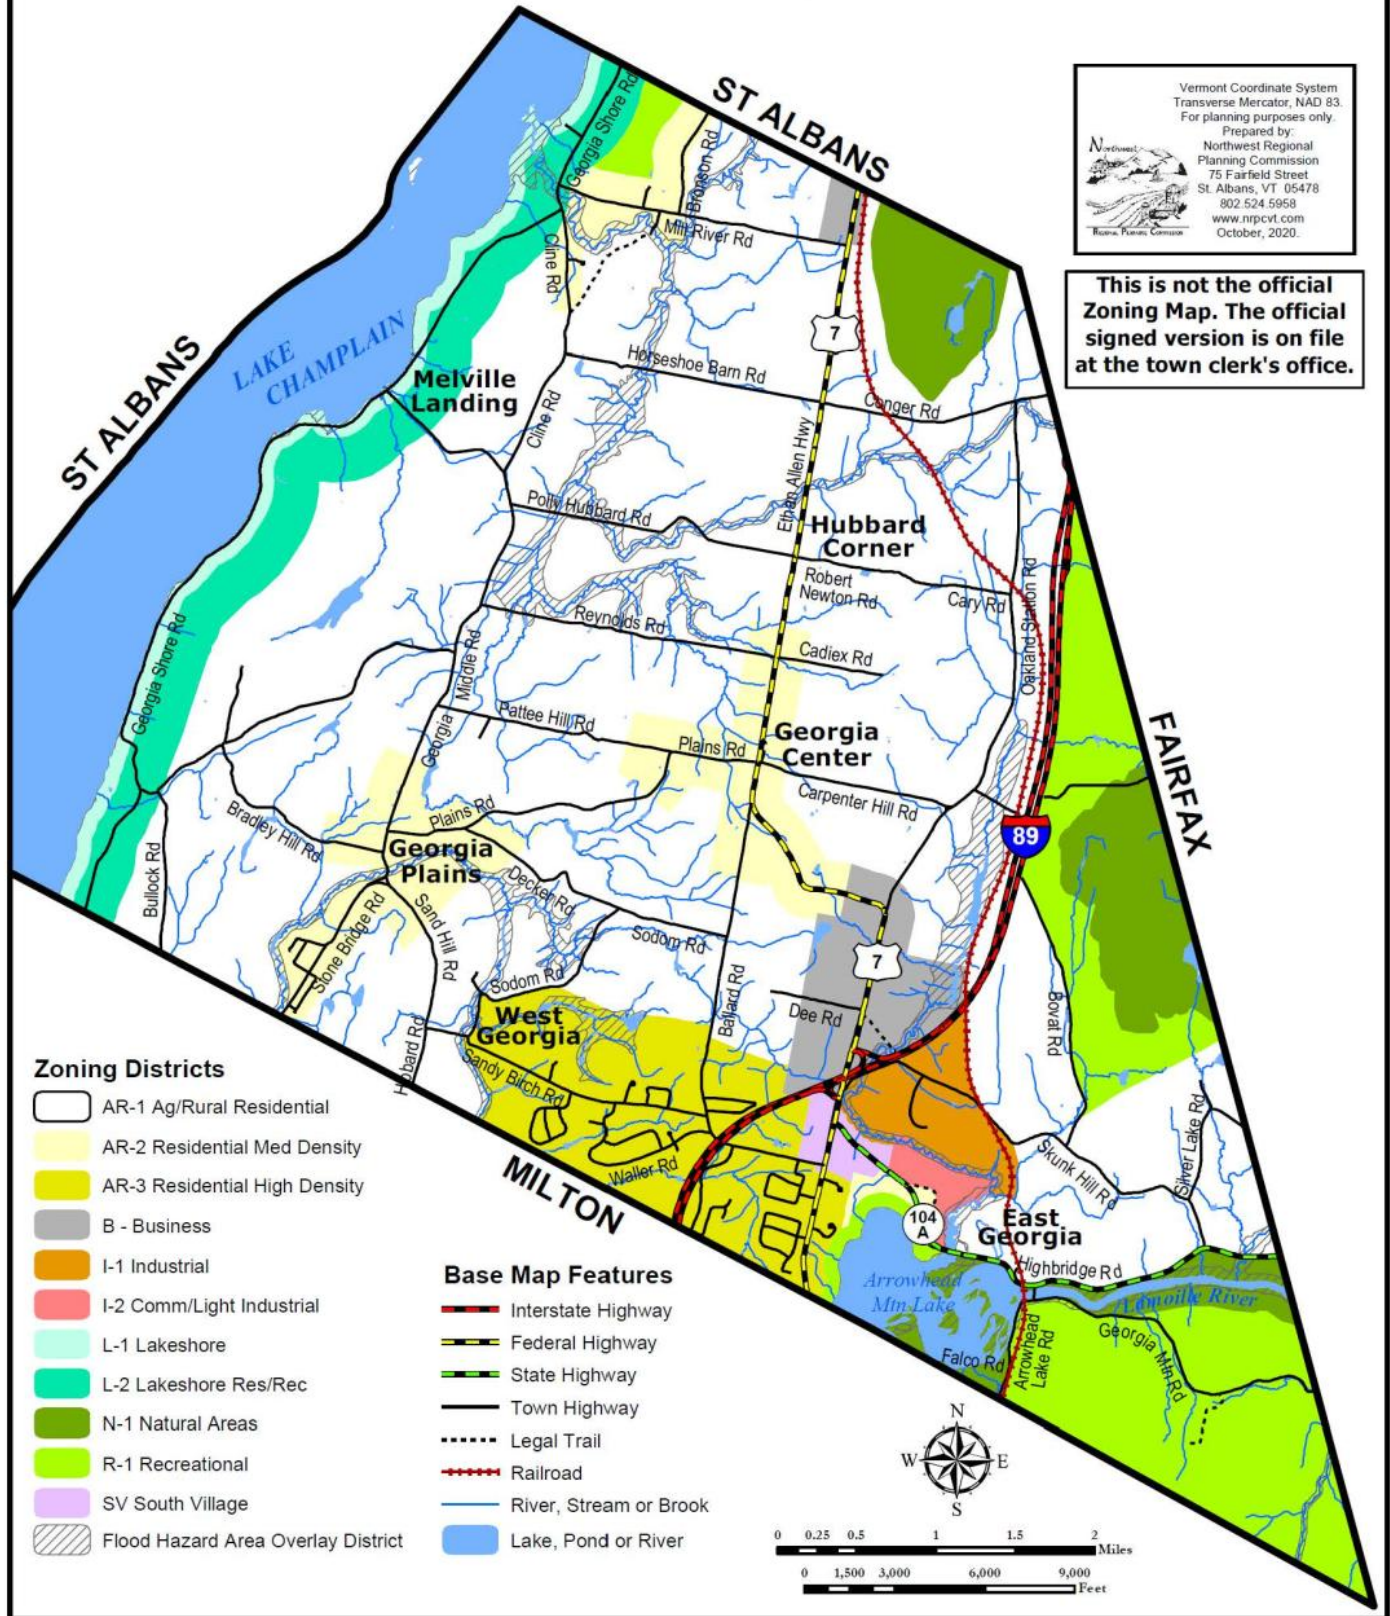 ST ALBANS
Vermont Coordinate System
Transverse Mercator, NAD 83.
For planning purposes only.
Prepared by:
Northwest Regional
Planning Commission
75 Fairfield Street
St. Albans, VT 05478
802.524.5958
www.nrpcvt.com
October, 2020.
Northwest
REGIONAL PLANNING COMMISSION
This is not the official
Zoning Map. The official
signed version is on file
at the town clerk's office.
Georgia Shore Rd
Bronson Rd
Mill River Rd
Cline Rd
7
ST ALBANS
LAKE
CHAMPLAIN
Melville
Landing
Horseshoe Barn Rd
Conger Rd
Cline Rd
Ethan Allen Hwy
Polly Hubbard Rd
Hubbard
Corner
Robert
Newton Rd
Cary Rd
Oakland Station Rd
Reynolds Rd
Cadiex Rd
Georgia Shore Rd
Georgia Middle Rd
Pattee Hill Rd
Plains Rd
Georgia
Center
FAIRFAX
Carpenter Hill Rd
Bradley Hill Rd
Plains Rd
89
Georgia
Plains
Bullock Rd
Decker Rd
Stone Bridge Rd
Sand Hill Rd
Sodom Rd
Sodom Rd
7
Ballard Rd
Dee Rd
Bovat Rd
West
Georgia
Hibbard Rd
Sandy Birch Rd
Waller Rd
MILTON
Skunk Hill Rd
Silver Lake Rd
104
A
East
Georgia
Highbridge Rd
Arrowhead
Mtn Lake
Lamoille River
Georgia Mtn Rd
Falco Rd
Arrowhead
Lake Rd
Zoning Districts
AR-1 Ag/Rural Residential
AR-2 Residential Med Density
AR-3 Residential High Density
B - Business
I-1 Industrial
I-2 Comm/Light Industrial
L-1 Lakeshore
L-2 Lakeshore Res/Rec
N-1 Natural Areas
R-1 Recreational
SV South Village
Flood Hazard Area Overlay District
Base Map Features
Interstate Highway
Federal Highway
State Highway
Town Highway
Legal Trail
Railroad
River, Stream or Brook
Lake, Pond or River
N
W
E
S
0 0.25 0.5 1 1.5 2
Miles
0 1,500 3,000 6,000 9,000
Feet